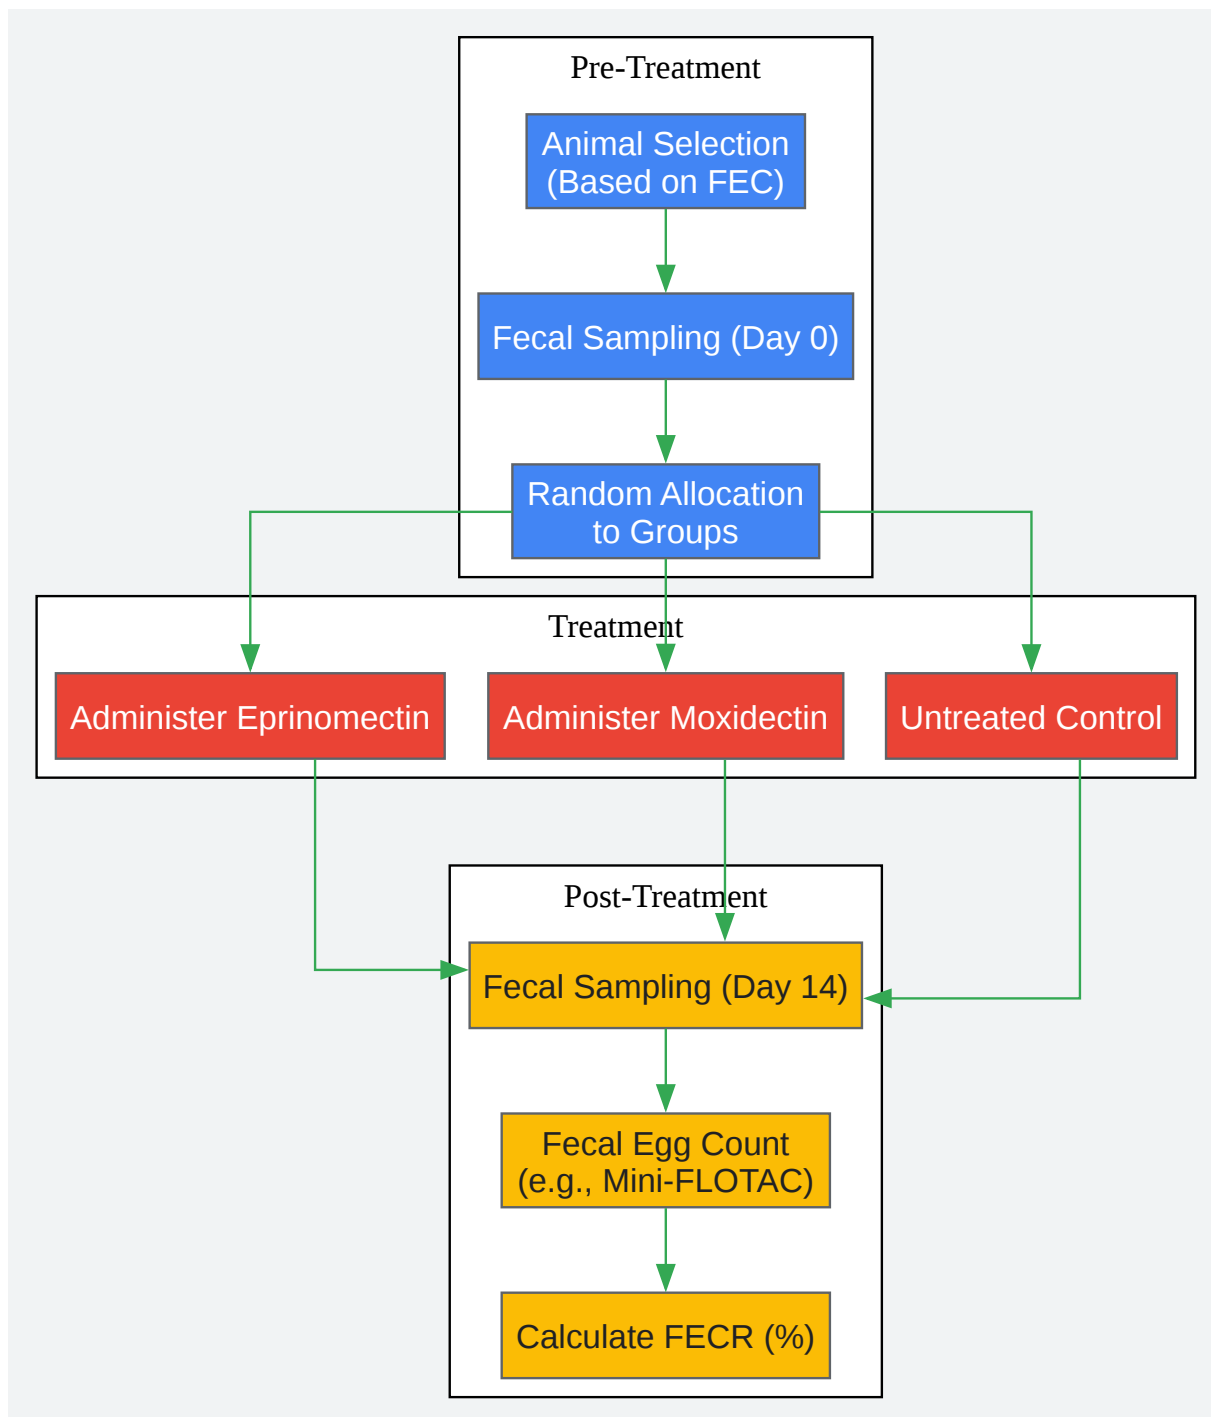 Pre-Treatment
Animal Selection
(Based on FEC)
Fecal Sampling (Day 0)
Random Allocation
to Groups
Treatment
Administer Eprinomectin
Administer Moxidectin
Untreated Control
Post-Treatment
Fecal Sampling (Day 14)
Fecal Egg Count
(e.g., Mini-FLOTAC)
Calculate FECR (%)